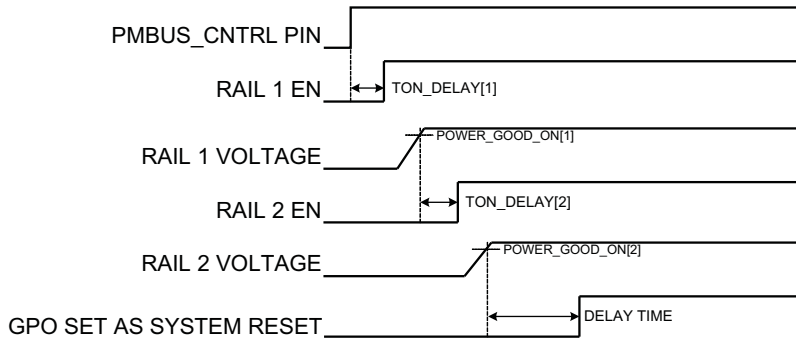 PMBUS_CNTRL PIN
RAIL 1 EN
TON_DELAY[1]
RAIL 1 VOLTAGE
POWER_GOOD_ON[1]
RAIL 2 EN
TON_DELAY[2]
RAIL 2 VOLTAGE
POWER_GOOD_ON[2]
GPO SET AS SYSTEM RESET
DELAY TIME